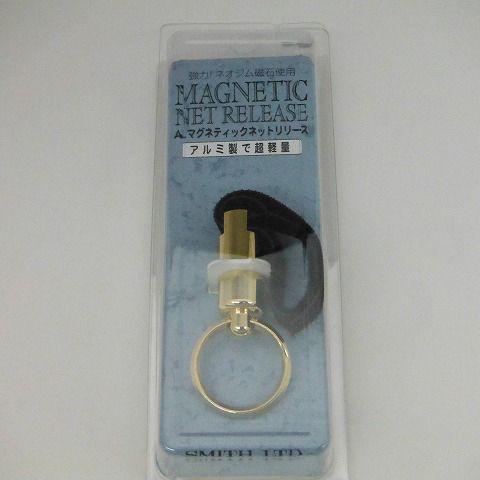 強力!ネオジム磁石使用
MAGNETIC
NET RELEASE
A.マグネティックネットリリース
アルミ製で超軽量
SMITH LTD